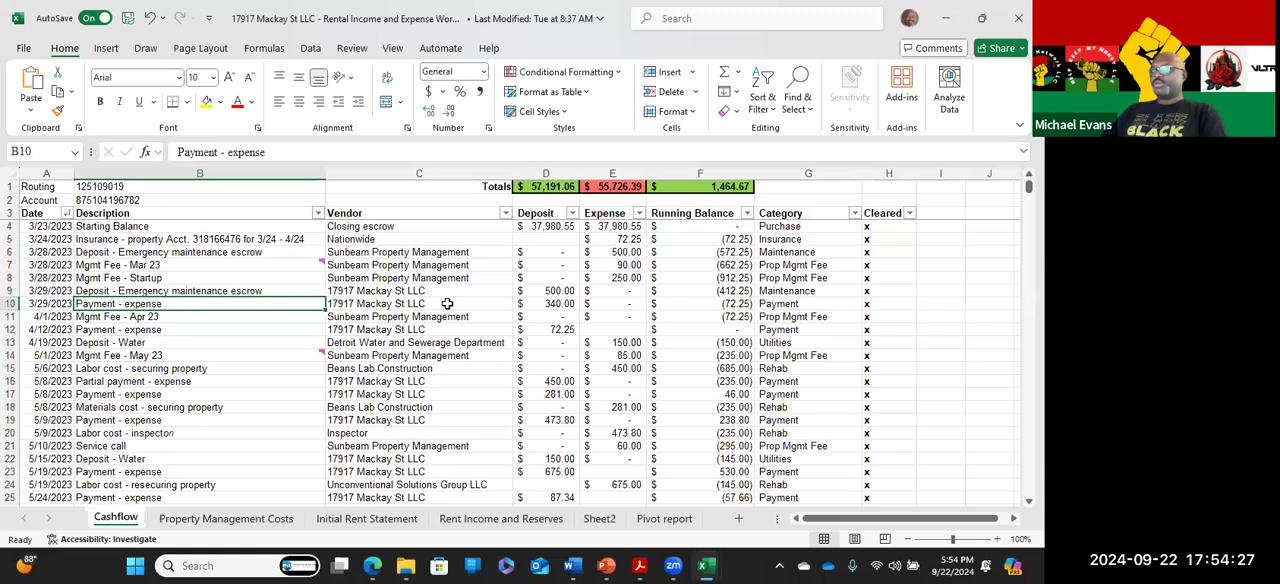 AutoSave On 17917 Mackay St LLC - Rental Income and Expense Wor... • Last Modified: Tue at 8:37 AM Search
File Home Insert Draw Page Layout Formulas Data Review View Automate Help Comments Share
Paste Arial 10 General Conditional Formatting Insert Sort & Find & Sensitivity Add-ins Analyze
B I U Format as Table Delete Filter Select Data
Cell Styles Format
Clipboard Font Alignment Number Styles Cells Editing Sensitivity Add-ins
B10 fx Payment - expense
A B C D E F G H I J
1 Routing 125109019 Totals $ 57,191.06 $ 55,726.39 $ 1,464.67
2 Account 875104196782
3 Date Description Vendor Deposit Expense Running Balance Category Cleared
4 3/23/2023 Starting Balance Closing escrow $ 37,980.55 $ 37,980.55 $ - Purchase x
5 3/24/2023 Insurance - property Acct. 318166476 for 3/24 - 4/24 Nationwide $ 72.25 $ (72.25) Insurance x
6 3/28/2023 Deposit - Emergency maintenance escrow Sunbeam Property Management $ - $ 500.00 $ (572.25) Maintenance x
7 3/28/2023 Mgmt Fee - Mar 23 Sunbeam Property Management $ - $ 90.00 $ (662.25) Prop Mgmt Fee x
8 3/28/2023 Mgmt Fee - Startup Sunbeam Property Management $ - $ 250.00 $ (912.25) Prop Mgmt Fee x
9 3/29/2023 Deposit - Emergency maintenance escrow 17917 Mackay St LLC $ 500.00 $ - $ (412.25) Maintenance x
10 3/29/2023 Payment - expense 17917 Mackay St LLC $ 340.00 $ - $ (72.25) Payment x
11 4/1/2023 Mgmt Fee - Apr 23 Sunbeam Property Management $ - $ - $ (72.25) Prop Mgmt Fee x
12 4/12/2023 Payment - expense 17917 Mackay St LLC $ 72.25 $ - Payment x
13 4/19/2023 Deposit - Water Detroit Water and Sewerage Department $ - $ 150.00 $ (150.00) Utilities x
14 5/1/2023 Mgmt Fee - May 23 Sunbeam Property Management $ - $ 85.00 $ (235.00) Prop Mgmt Fee x
15 5/6/2023 Labor cost - securing property Beans Lab Construction $ - $ 450.00 $ (685.00) Rehab x
16 5/8/2023 Partial payment - expense 17917 Mackay St LLC $ 450.00 $ - $ (235.00) Payment x
17 5/8/2023 Payment - expense 17917 Mackay St LLC $ 281.00 $ - $ 46.00 Payment x
18 5/8/2023 Materials cost - securing property Beans Lab Construction $ - $ 281.00 $ (235.00) Rehab x
19 5/9/2023 Payment - expense 17917 Mackay St LLC $ 473.80 $ - $ 238.80 Payment x
20 5/9/2023 Labor cost - inspecton Inspector $ - $ 473.80 $ (235.00) Rehab x
21 5/10/2023 Service call Sunbeam Property Management $ - $ 60.00 $ (295.00) Prop Mgmt Fee x
22 5/15/2023 Deposit - Water 17917 Mackay St LLC $ 150.00 $ - $ (145.00) Utilities x
23 5/19/2023 Payment - expense 17917 Mackay St LLC $ 675.00 $ 530.00 Payment x
24 5/19/2023 Labor cost - resecuring property Unconventional Solutions Group LLC $ 675.00 $ (145.00) Rehab x
25 5/24/2023 Payment - expense 17917 Mackay St LLC $ 87.34 $ (57.66) Payment x
Cashflow Property Management Costs Initial Rent Statement Rent Income and Reserves Sheet2 Pivot report
Ready Accessibility: Investigate 100%
88° Search 5:54 PM
9/22/2024
Michael Evans
BLACK
2024-09-22 17:54:27